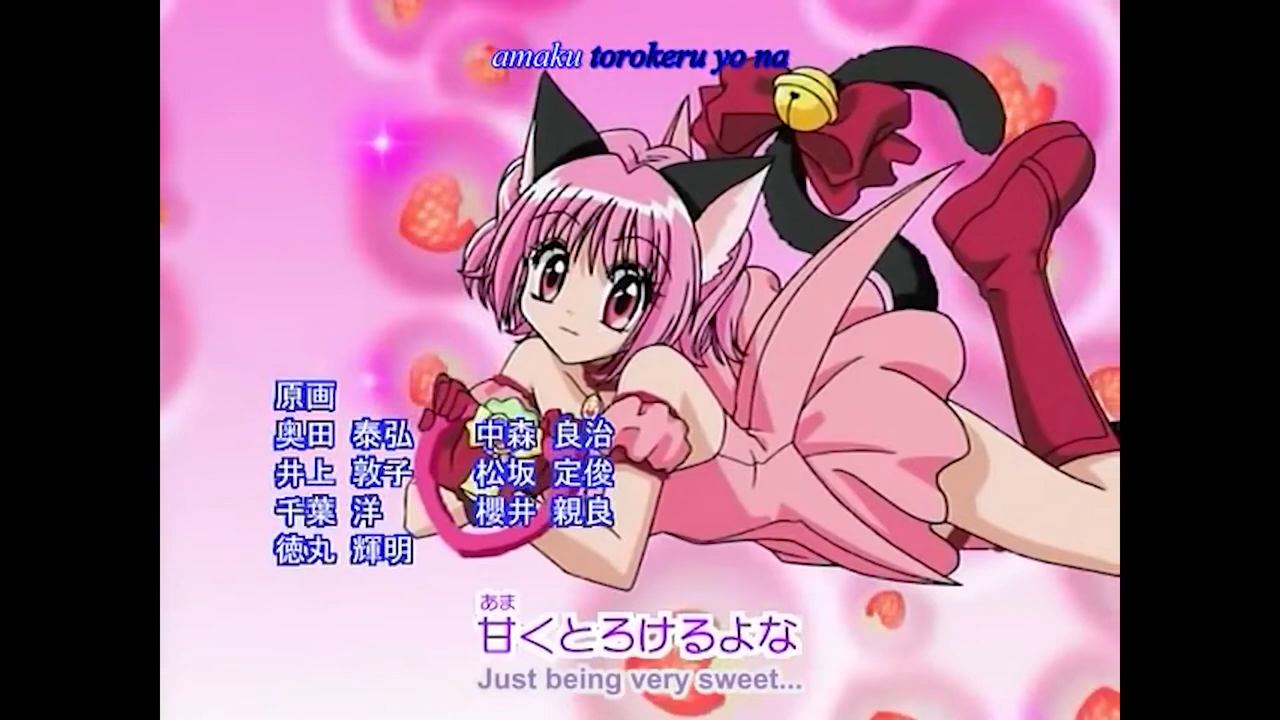 amaku torokeru yo na
原画
奥田 泰弘 中森 良治
井上 敦子 松坂 定俊
千葉 洋 櫻井 親良
徳丸 輝明
あま
甘くとろけるよな
Just being very sweet...